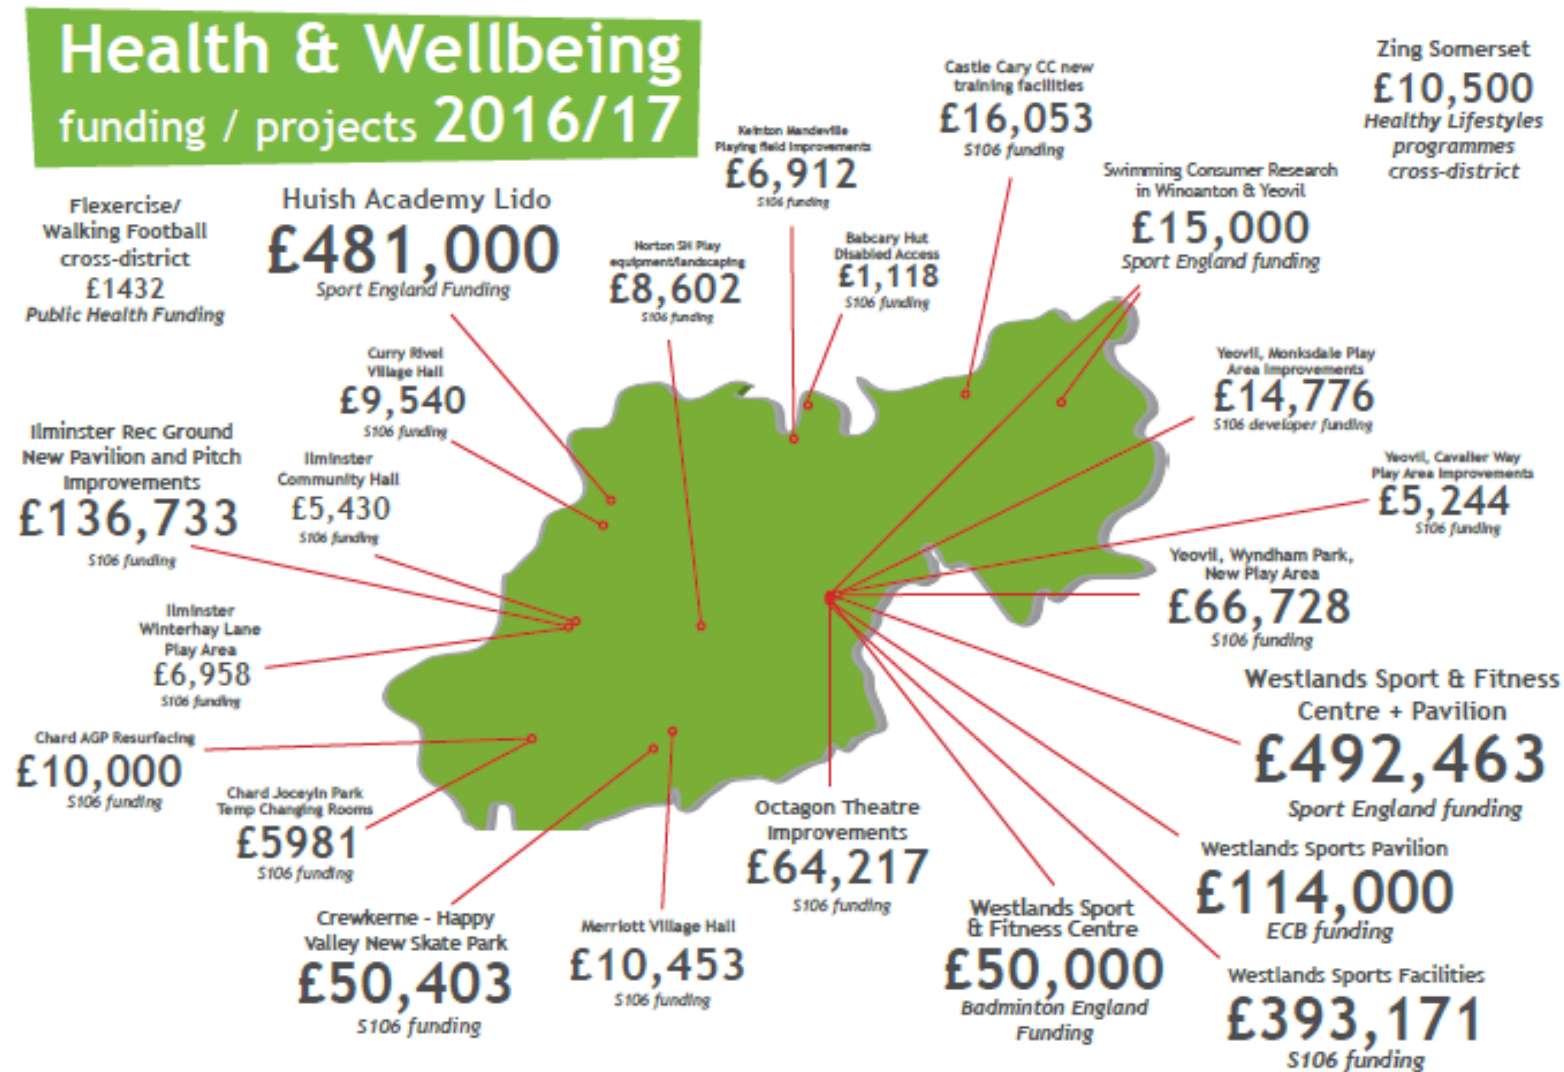 Health & Wellbeing
funding / projects 2016/17
Flexercise/
Walking Football
cross-district
£1432
Public Health Funding
Huish Academy Lido
£481,000
Sport England Funding
Norton SH Play
equipment/landscaping
£8,602
S106 funding
Keinton Mandeville
Playing field Improvements
£6,912
S106 funding
Babcary Hut
Disabled Access
£1,118
S106 funding
Castle Cary CC new
training facilities
£16,053
S106 funding
Swimming Consumer Research
in Wincanton & Yeovil
£15,000
Sport England funding
Zing Somerset
£10,500
Healthy Lifestyles
programmes
cross-district
Curry Rivel
Village Hall
£9,540
S106 funding
Ilminster Rec Ground
New Pavilion and Pitch
Improvements
£136,733
S106 funding
Ilminster
Community Hall
£5,430
S106 funding
Ilminster
Winterhay Lane
Play Area
£6,958
S106 funding
Chard AGP Resurfacing
£10,000
S106 funding
Chard Joceyln Park
Temp Changing Rooms
£5981
S106 funding
Crewkerne - Happy
Valley New Skate Park
£50,403
S106 funding
Merriott Village Hall
£10,453
S106 funding
Octagon Theatre
Improvements
£64,217
S106 funding
Westlands Sport
& Fitness Centre
£50,000
Badminton England
Funding
Yeovil, Monksdale Play
Area Improvements
£14,776
S106 developer funding
Yeovil, Cavalier Way
Play Area Improvements
£5,244
S106 funding
Yeovil, Wyndham Park,
New Play Area
£66,728
S106 funding
Westlands Sport & Fitness
Centre + Pavilion
£492,463
Sport England funding
Westlands Sports Pavilion
£114,000
ECB funding
Westlands Sports Facilities
£393,171
S106 funding